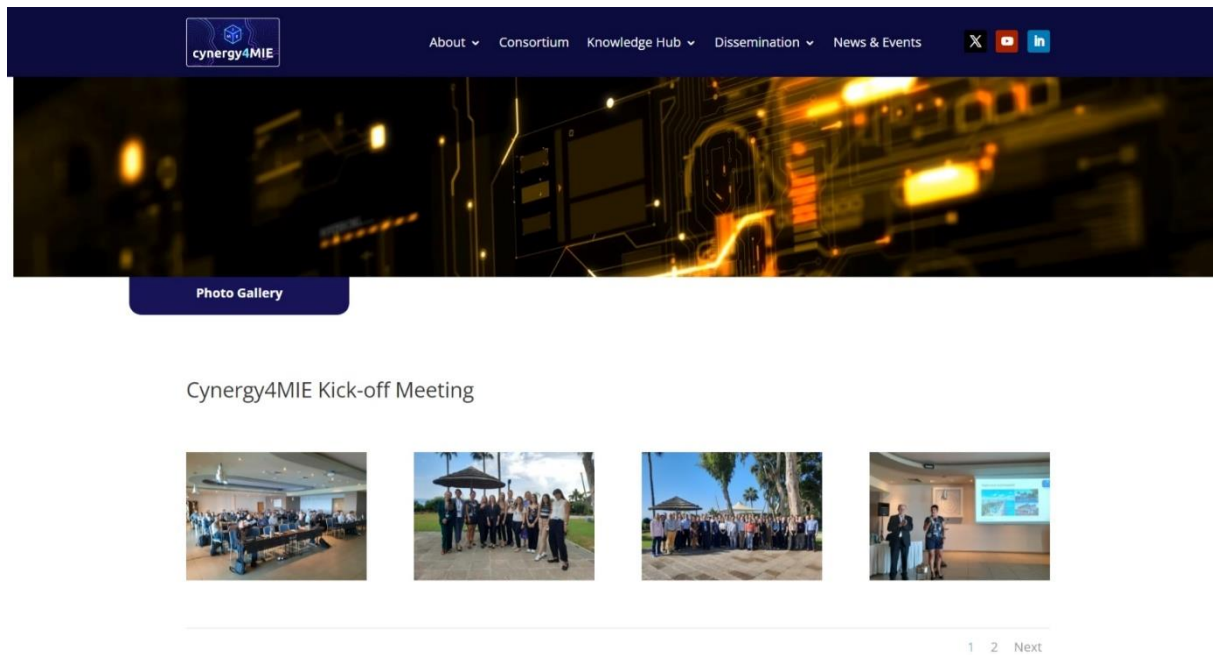 cynergy4MIE
About
Consortium
Knowledge Hub
Dissemination
News & Events
Photo Gallery
Cynergy4MIE Kick-off Meeting
1 2 Next